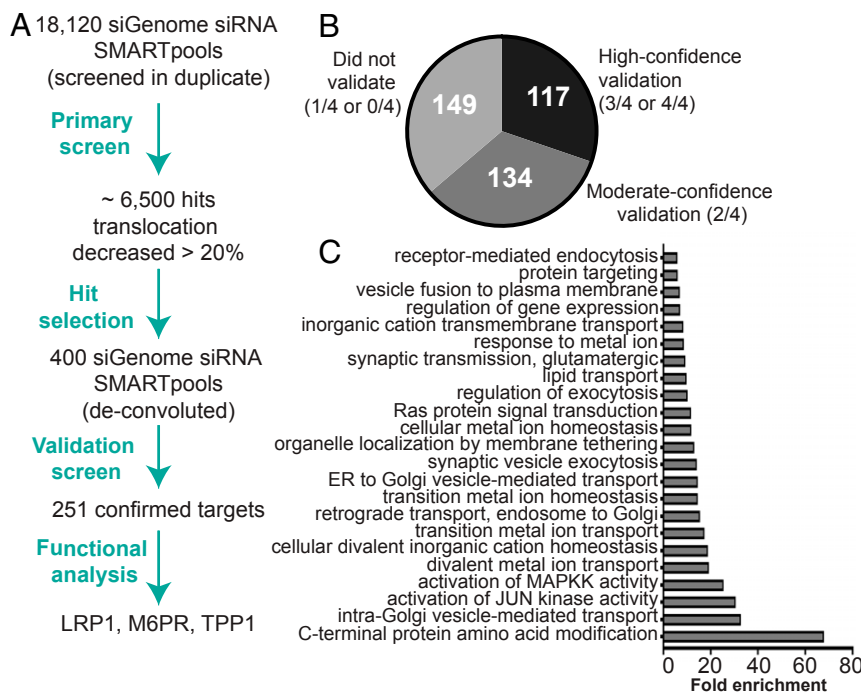 A
18,120 siGenome siRNA
SMARTpools
(screened in duplicate)
Primary
screen
~ 6,500 hits
translocation
decreased > 20%
Hit
selection
400 siGenome siRNA
SMARTpools
(de-convoluted)
Validation
screen
251 confirmed targets
Functional
analysis
LRP1, M6PR, TPP1
B
Did not
validate
(1/4 or 0/4)
149
117
High-confidence
validation
(3/4 or 4/4)
134
Moderate-confidence
validation (2/4)
C
receptor-mediated endocytosis
protein targeting
vesicle fusion to plasma membrane
regulation of gene expression
inorganic cation transmembrane transport
response to metal ion
synaptic transmission, glutamatergic
lipid transport
regulation of exocytosis
Ras protein signal transduction
cellular metal ion homeostasis
organelle localization by membrane tethering
synaptic vesicle exocytosis
ER to Golgi vesicle-mediated transport
transition metal ion homeostasis
retrograde transport, endosome to Golgi
transition metal ion transport
cellular divalent inorganic cation homeostasis
divalent metal ion transport
activation of MAPKK activity
activation of JUN kinase activity
intra-Golgi vesicle-mediated transport
C-terminal protein amino acid modification
0 20 40 60 80
Fold enrichment